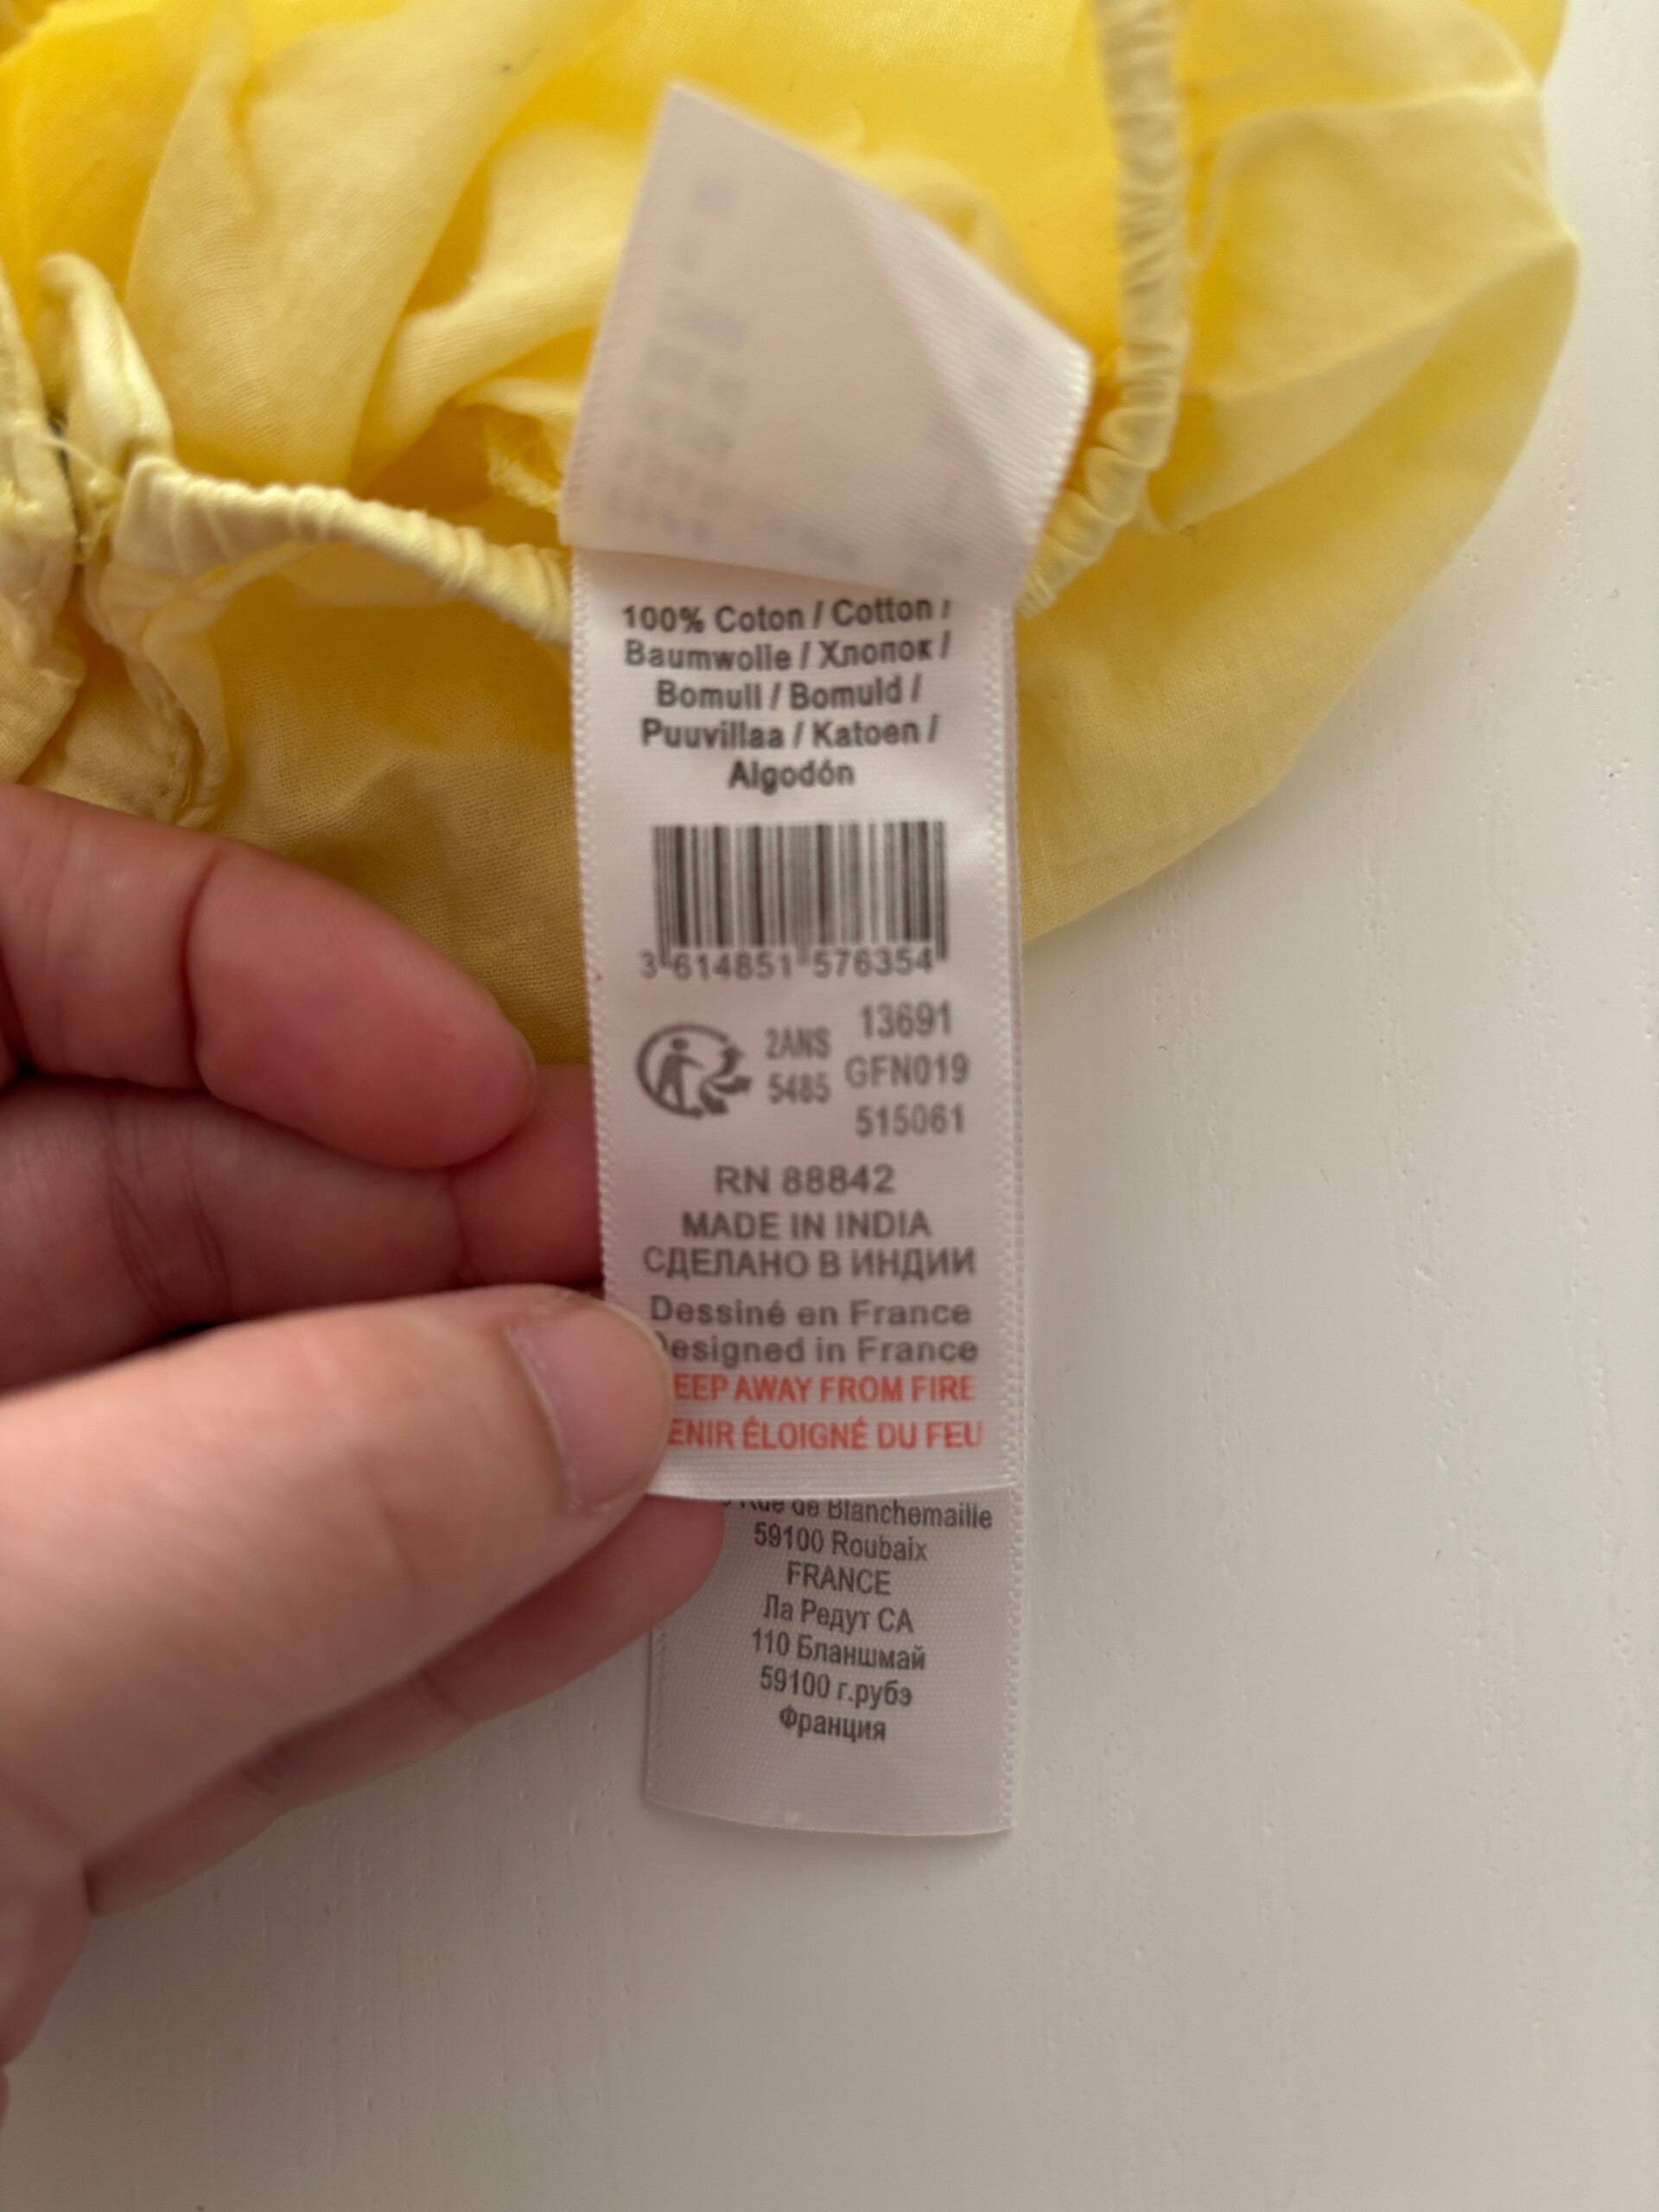 100% Coton / Cotton /
Baumwolle / Хлопок /
Bomull / Bomuld /
Puuvillaa / Katoen /
Algodón
3 614851 576354
2ANS
5485
13691
GFN019
515061
RN 88842
MADE IN INDIA
СДЕЛАНО В ИНДИИ
Dessiné en France
esigned in France
EEP AWAY FROM FIRE
ENIR ÉLOIGNÉ DU FEU
Rue de Blanchemaille
59100 Roubaix
FRANCE
Ла Редут СА
110 Бланшмай
59100 г.рубэ
Франция